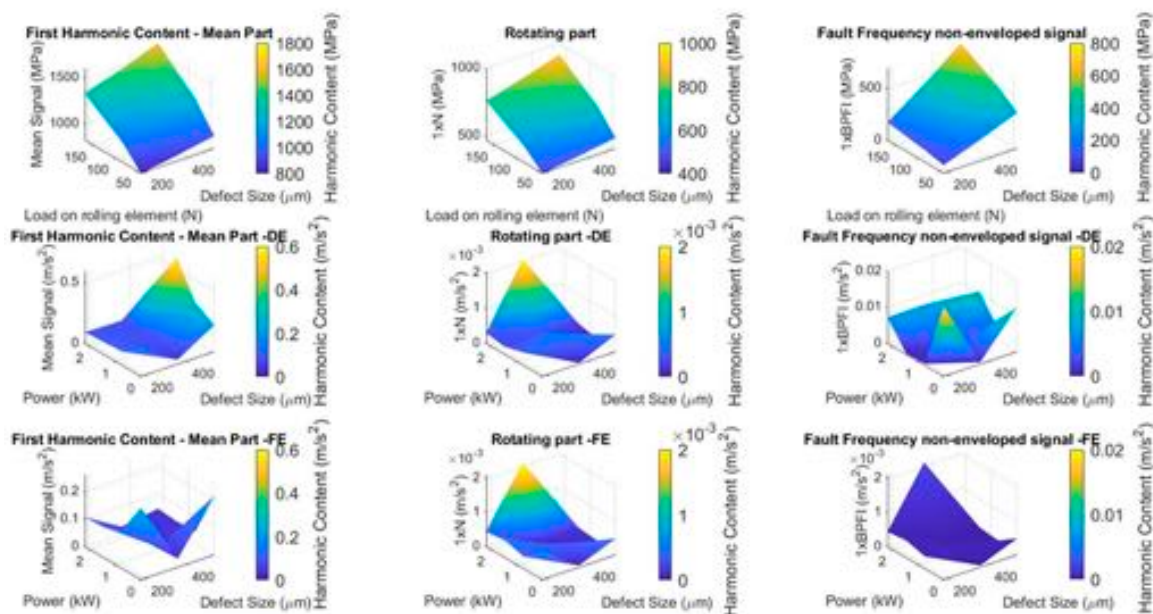 First Harmonic Content - Mean Part
Mean Signal (MPa)
1500
1000
150
100
50
200
400
Load on rolling element (N)
Defect Size (μm)
1800
1600
1400
1200
1000
800
Harmonic Content (MPa)
Rotating part
1xN (MPa)
1000
500
150
100
50
200
400
Load on rolling element (N)
Defect Size (μm)
1000
800
600
400
Harmonic Content (MPa)
Fault Frequency non-enveloped signal
1xBPFI (MPa)
500
0
150
100
50
200
400
Load on rolling element (N)
Defect Size (μm)
800
600
400
200
0
Harmonic Content (MPa)
First Harmonic Content - Mean Part -DE
Mean Signal (m/s²)
0.5
0
2
1
0
200
400
Power (kW)
Defect Size (μm)
0.6
0.4
0.2
0
Harmonic Content (m/s²)
Rotating part -DE
×10⁻³
1xN (m/s²)
2
1
0
2
1
0
200
400
Power (kW)
Defect Size (μm)
×10⁻³
2
1
0
Harmonic Content (m/s²)
Fault Frequency non-enveloped signal -DE
1xBPFI (m/s²)
0.02
0.01
0
2
1
0
200
400
Power (kW)
Defect Size (μm)
0.02
0.01
0
Harmonic Content (m/s²)
First Harmonic Content - Mean Part -FE
Mean Signal (m/s²)
0.2
0.1
0
2
1
0
200
400
Power (kW)
Defect Size (μm)
0.6
0.4
0.2
0
Harmonic Content (m/s²)
Rotating part -FE
×10⁻³
1xN (m/s²)
2
1
0
2
1
0
200
400
Power (kW)
Defect Size (μm)
×10⁻³
2
1
0
Harmonic Content (m/s²)
Fault Frequency non-enveloped signal -FE
×10⁻³
1xBPFI (m/s²)
2
1
0
2
1
0
200
400
Power (kW)
Defect Size (μm)
0.02
0.01
0
Harmonic Content (m/s²)